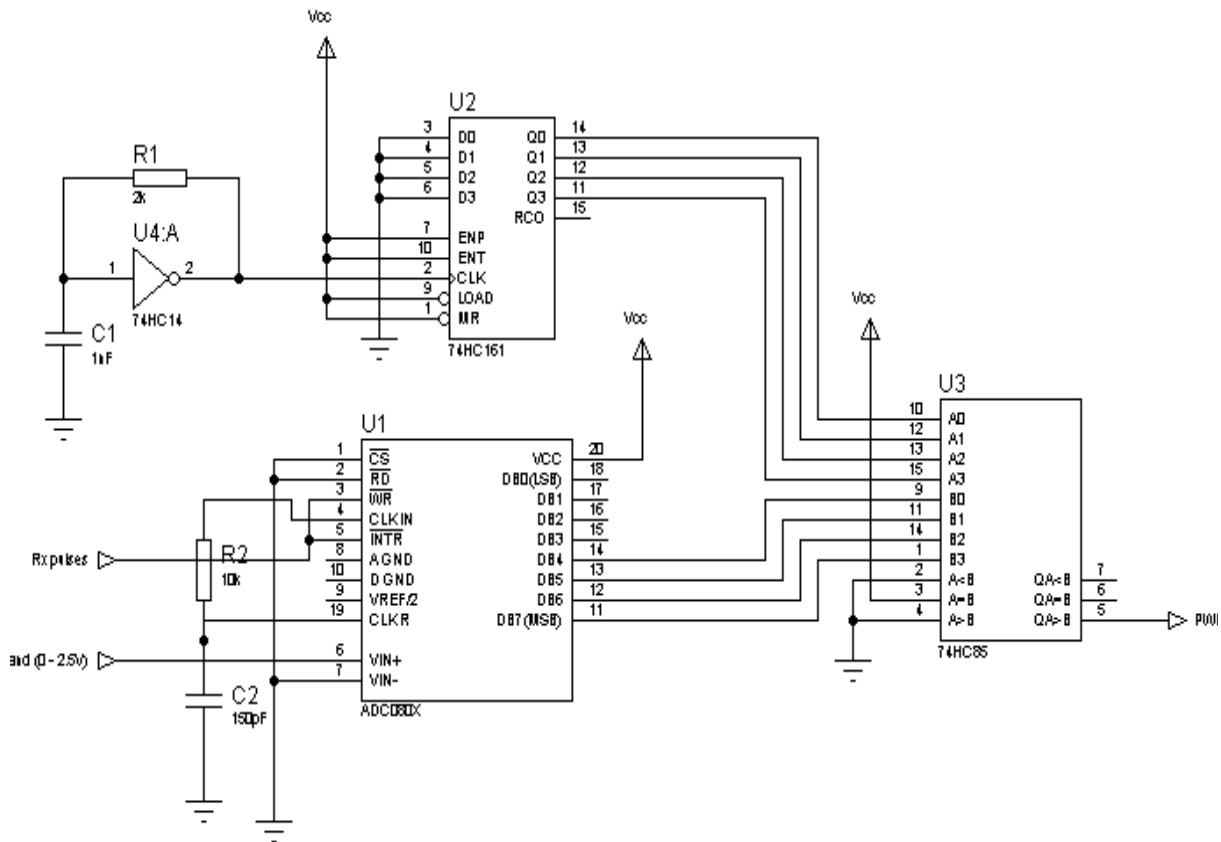 Vcc
U2
3 D0 Q0 14
4 D1 Q1 13
5 D2 Q2 12
6 D3 Q3 11
RCO 15
7 ENP
10 ENT
2 CLK
9 LOAD
1 MR
74HC161
R1
2k
U4:A
1 2
74HC14
C1
1nF
Vcc
Vcc
U1
1 CS VCC 20
2 RD DB0(LSB) 18
3 WR DB1 17
4 CLKIN DB2 16
5 INTR DB3 15
8 AGND DB4 14
10 DGND DB5 13
9 VREF/2 DB6 12
19 CLKR DB7(MSB) 11
6 VIN+
7 VIN-
ADC080X
Rx pulses
R2
10k
and (0 - 2.5V)
C2
150pF
U3
10 A0
12 A1
13 A2
15 A3
9 B0
11 B1
14 B2
1 B3
2 A<B QA<B 7
3 A=B QA=B 6
4 A>B QA>B 5
74HC85